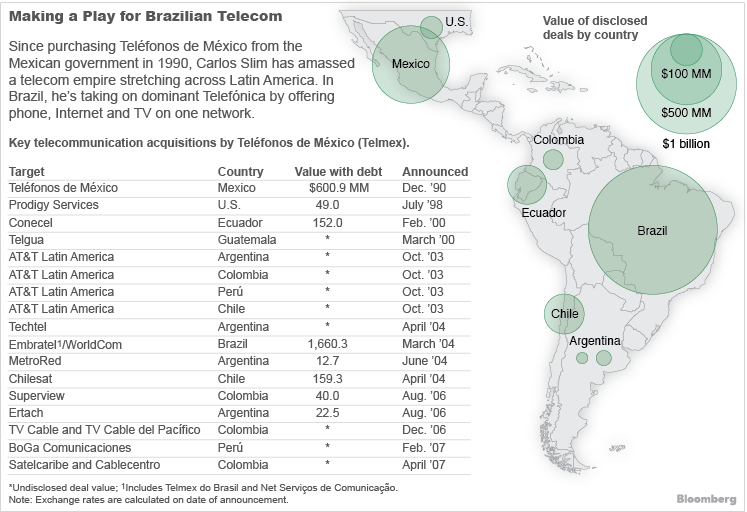 Making a Play for Brazilian Telecom
Since purchasing Teléfonos de México from the
Mexican government in 1990, Carlos Slim has amassed
a telecom empire stretching across Latin America. In
Brazil, he's taking on dominant Telefónica by offering
phone, Internet and TV on one network.
Key telecommunication acquisitions by Teléfonos de México (Telmex).
Target Country Value with debt Announced
Teléfonos de México Mexico $600.9 MM Dec. '90
Prodigy Services U.S. 49.0 July '98
Conecel Ecuador 152.0 Feb. '00
Telgua Guatemala * March '00
AT&T Latin America Argentina * Oct. '03
AT&T Latin America Colombia * Oct. '03
AT&T Latin America Perú * Oct. '03
AT&T Latin America Chile * Oct. '03
Techtel Argentina * April '04
Embratel¹/WorldCom Brazil 1,660.3 March '04
MetroRed Argentina 12.7 June '04
Chilesat Chile 159.3 April '04
Superview Colombia 40.0 Aug. '06
Ertach Argentina 22.5 Aug. '06
TV Cable and TV Cable del Pacífico Colombia * Dec. '06
BoGa Comunicaciones Perú * Feb. '07
Satelcaribe and Cablecentro Colombia * April '07
*Undisclosed deal value; ¹Includes Telmex do Brasil and Net Serviços de Comunicação.
Note: Exchange rates are calculated on date of announcement.
Value of disclosed
deals by country
$100 MM
$500 MM
$1 billion
U.S.
Mexico
Colombia
Ecuador
Brazil
Chile
Argentina
Bloomberg